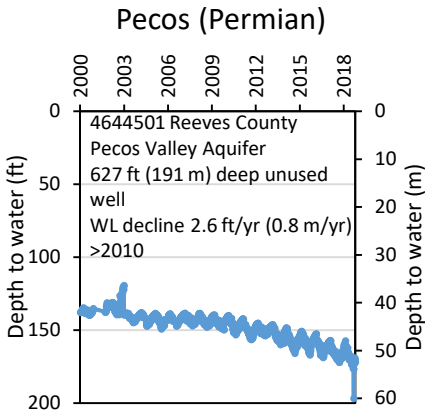 Pecos (Permian)
2000
2003
2006
2009
2012
2015
2018
0
50
100
150
200
Depth to water (ft)
4644501 Reeves County
Pecos Valley Aquifer
627 ft (191 m) deep unused
well
WL decline 2.6 ft/yr (0.8 m/yr)
>2010
0
10
20
30
40
50
60
Depth to water (m)